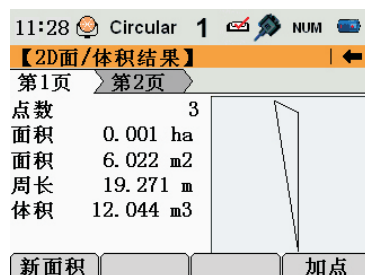 11:28 Circular 1 NUM
【2D面/体积结果】
第1页 第2页
点数 3
面积 0.001 ha
面积 6.022 m2
周长 19.271 m
体积 12.044 m3
新面积 加点